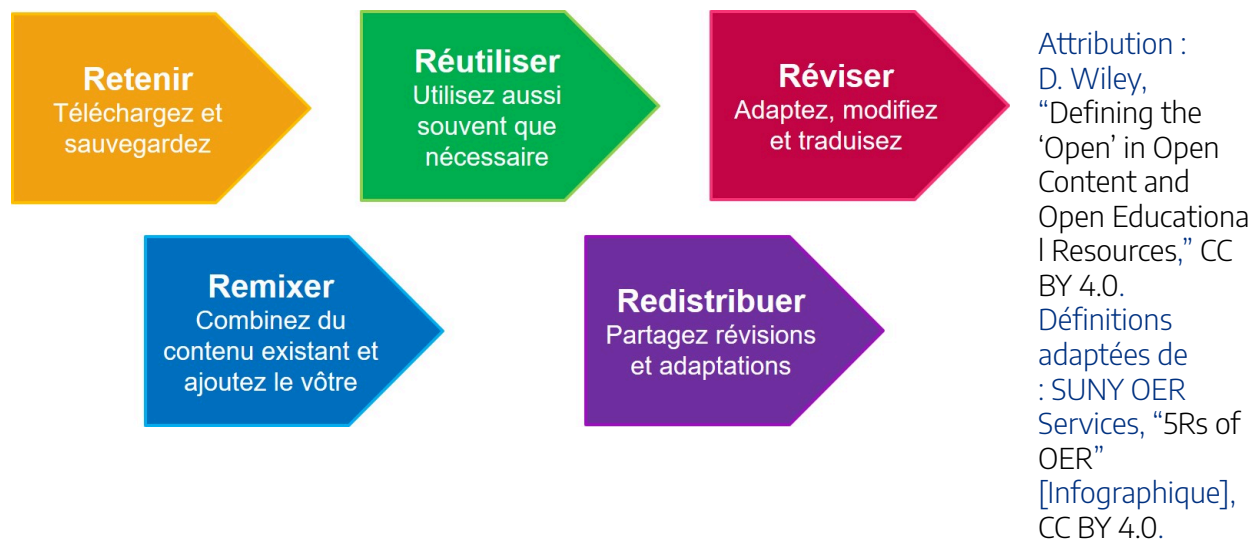 Retenir
Téléchargez et
sauvegardez
Réutiliser
Utilisez aussi
souvent que
nécessaire
Réviser
Adaptez, modifiez
et traduisez
Remixer
Combinez du
contenu existant et
ajoutez le vôtre
Redistribuer
Partagez révisions
et adaptations
Attribution :
D. Wiley,
“Defining the
‘Open’ in Open
Content and
Open Educationa
l Resources,” CC
BY 4.0.
Définitions
adaptées de
: SUNY OER
Services, “5Rs of
OER”
[Infographique],
CC BY 4.0.